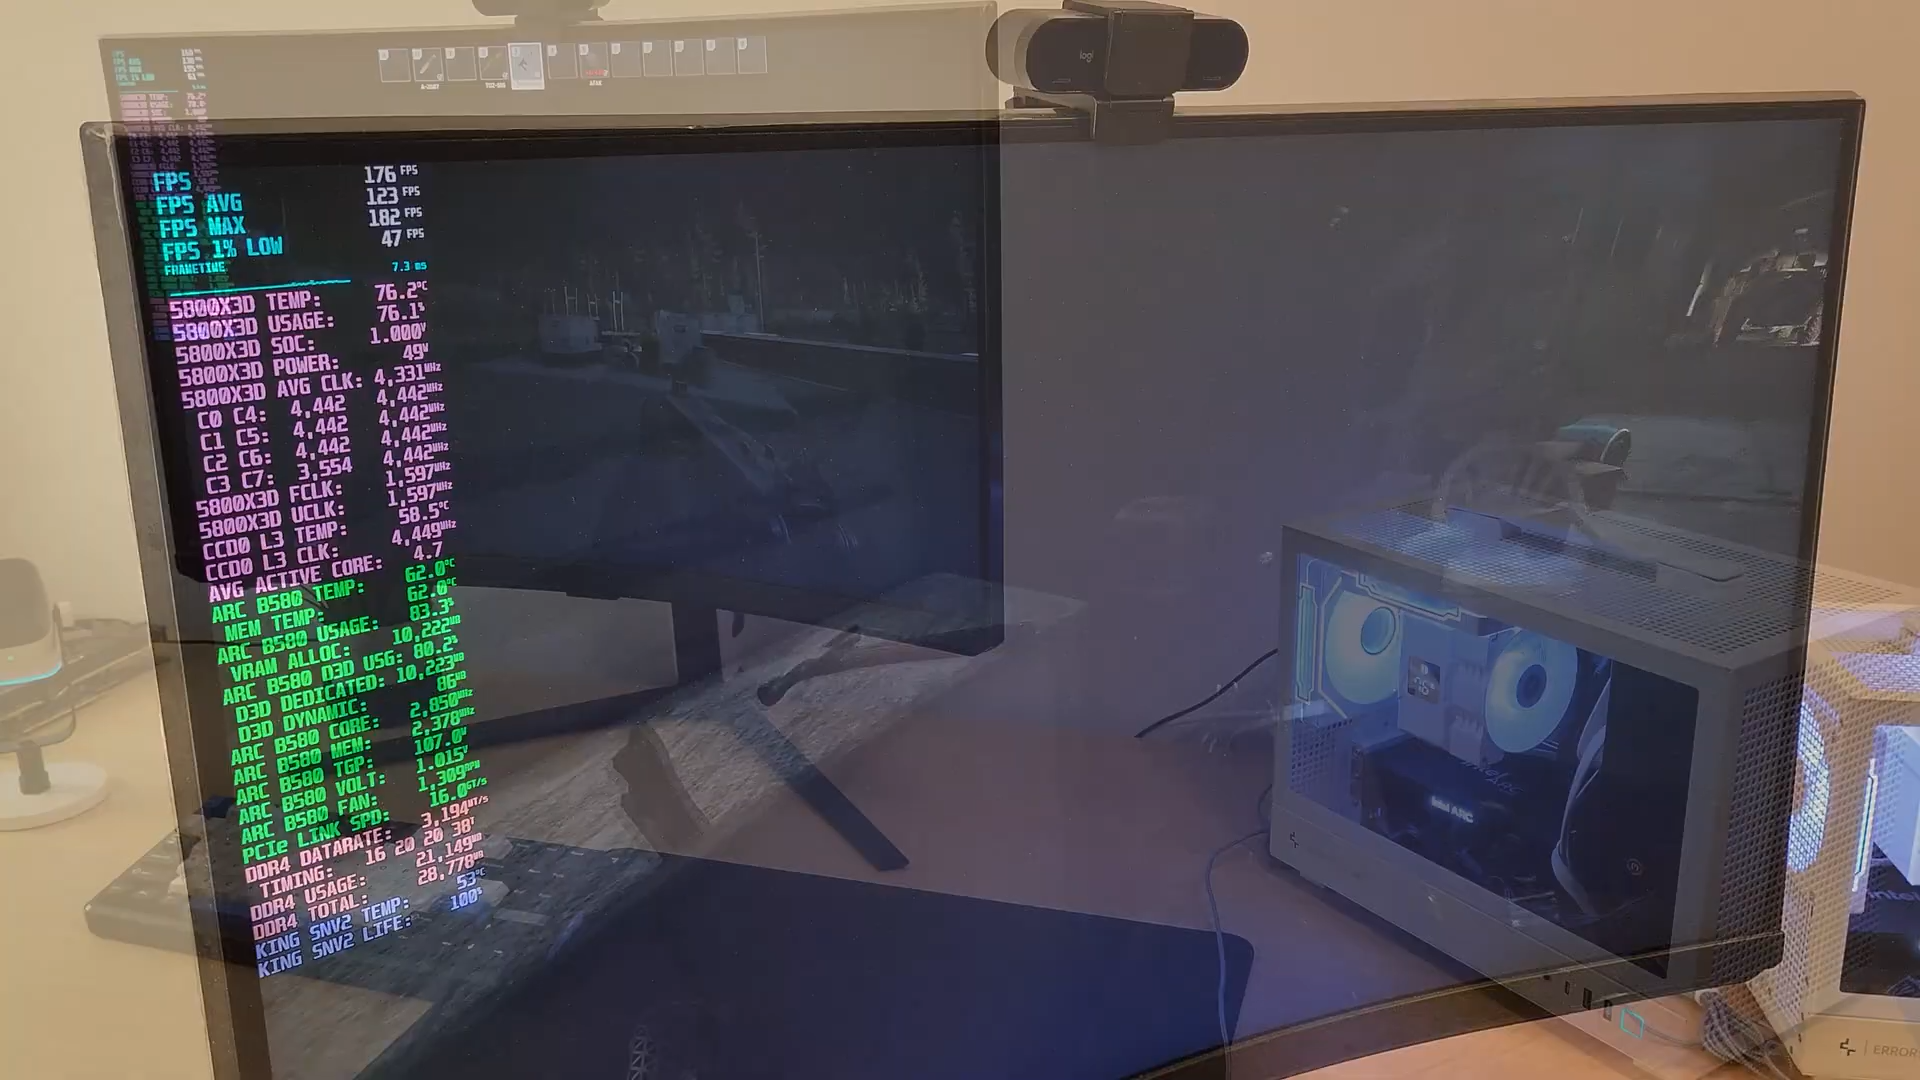 logi
FPS 176 FPS
FPS AVG 123 FPS
FPS MAX 182 FPS
FPS 1% LOW 47 FPS
FRAMETIME 7.3 ms
5800X3D TEMP: 76.2°C
5800X3D USAGE: 76.1%
5800X3D SOC: 1.000V
5800X3D POWER: 49W
5800X3D AVG CLK: 4,331MHz
C0 C4: 4,442 4,442MHz
C1 C5: 4,442 4,442MHz
C2 C6: 4,442 4,442MHz
C3 C7: 3,554 4,442MHz
5800X3D FCLK: 1,597MHz
5800X3D UCLK: 1,597MHz
CCD0 L3 TEMP: 58.5°C
CCD0 L3 CLK: 4,449MHz
AVG ACTIVE CORE: 4.7
ARC B580 TEMP: 62.0°C
MEM TEMP: 62.0°C
ARC B580 USAGE: 83.3%
VRAM ALLOC: 10,222MB
ARC B580 D3D USG: 80.2%
D3D DEDICATED: 10,223MB
D3D DYNAMIC: 86MB
ARC B580 CORE: 2,850MHz
ARC B580 MEM: 2,378MHz
ARC B580 TGP: 107.0W
ARC B580 VOLT: 1.015V
ARC B580 FAN: 1,309RPM
PCIe LINK SPD: 16.0GT/s
DDR4 DATARATE: 3,194MT/s
TIMING: 16 20 20 38T
DDR4 USAGE: 21,149MB
DDR4 TOTAL: 28,778MB
KING SNV2 TEMP: 53°C
KING SNV2 LIFE: 100%
intel ARC
ERROR